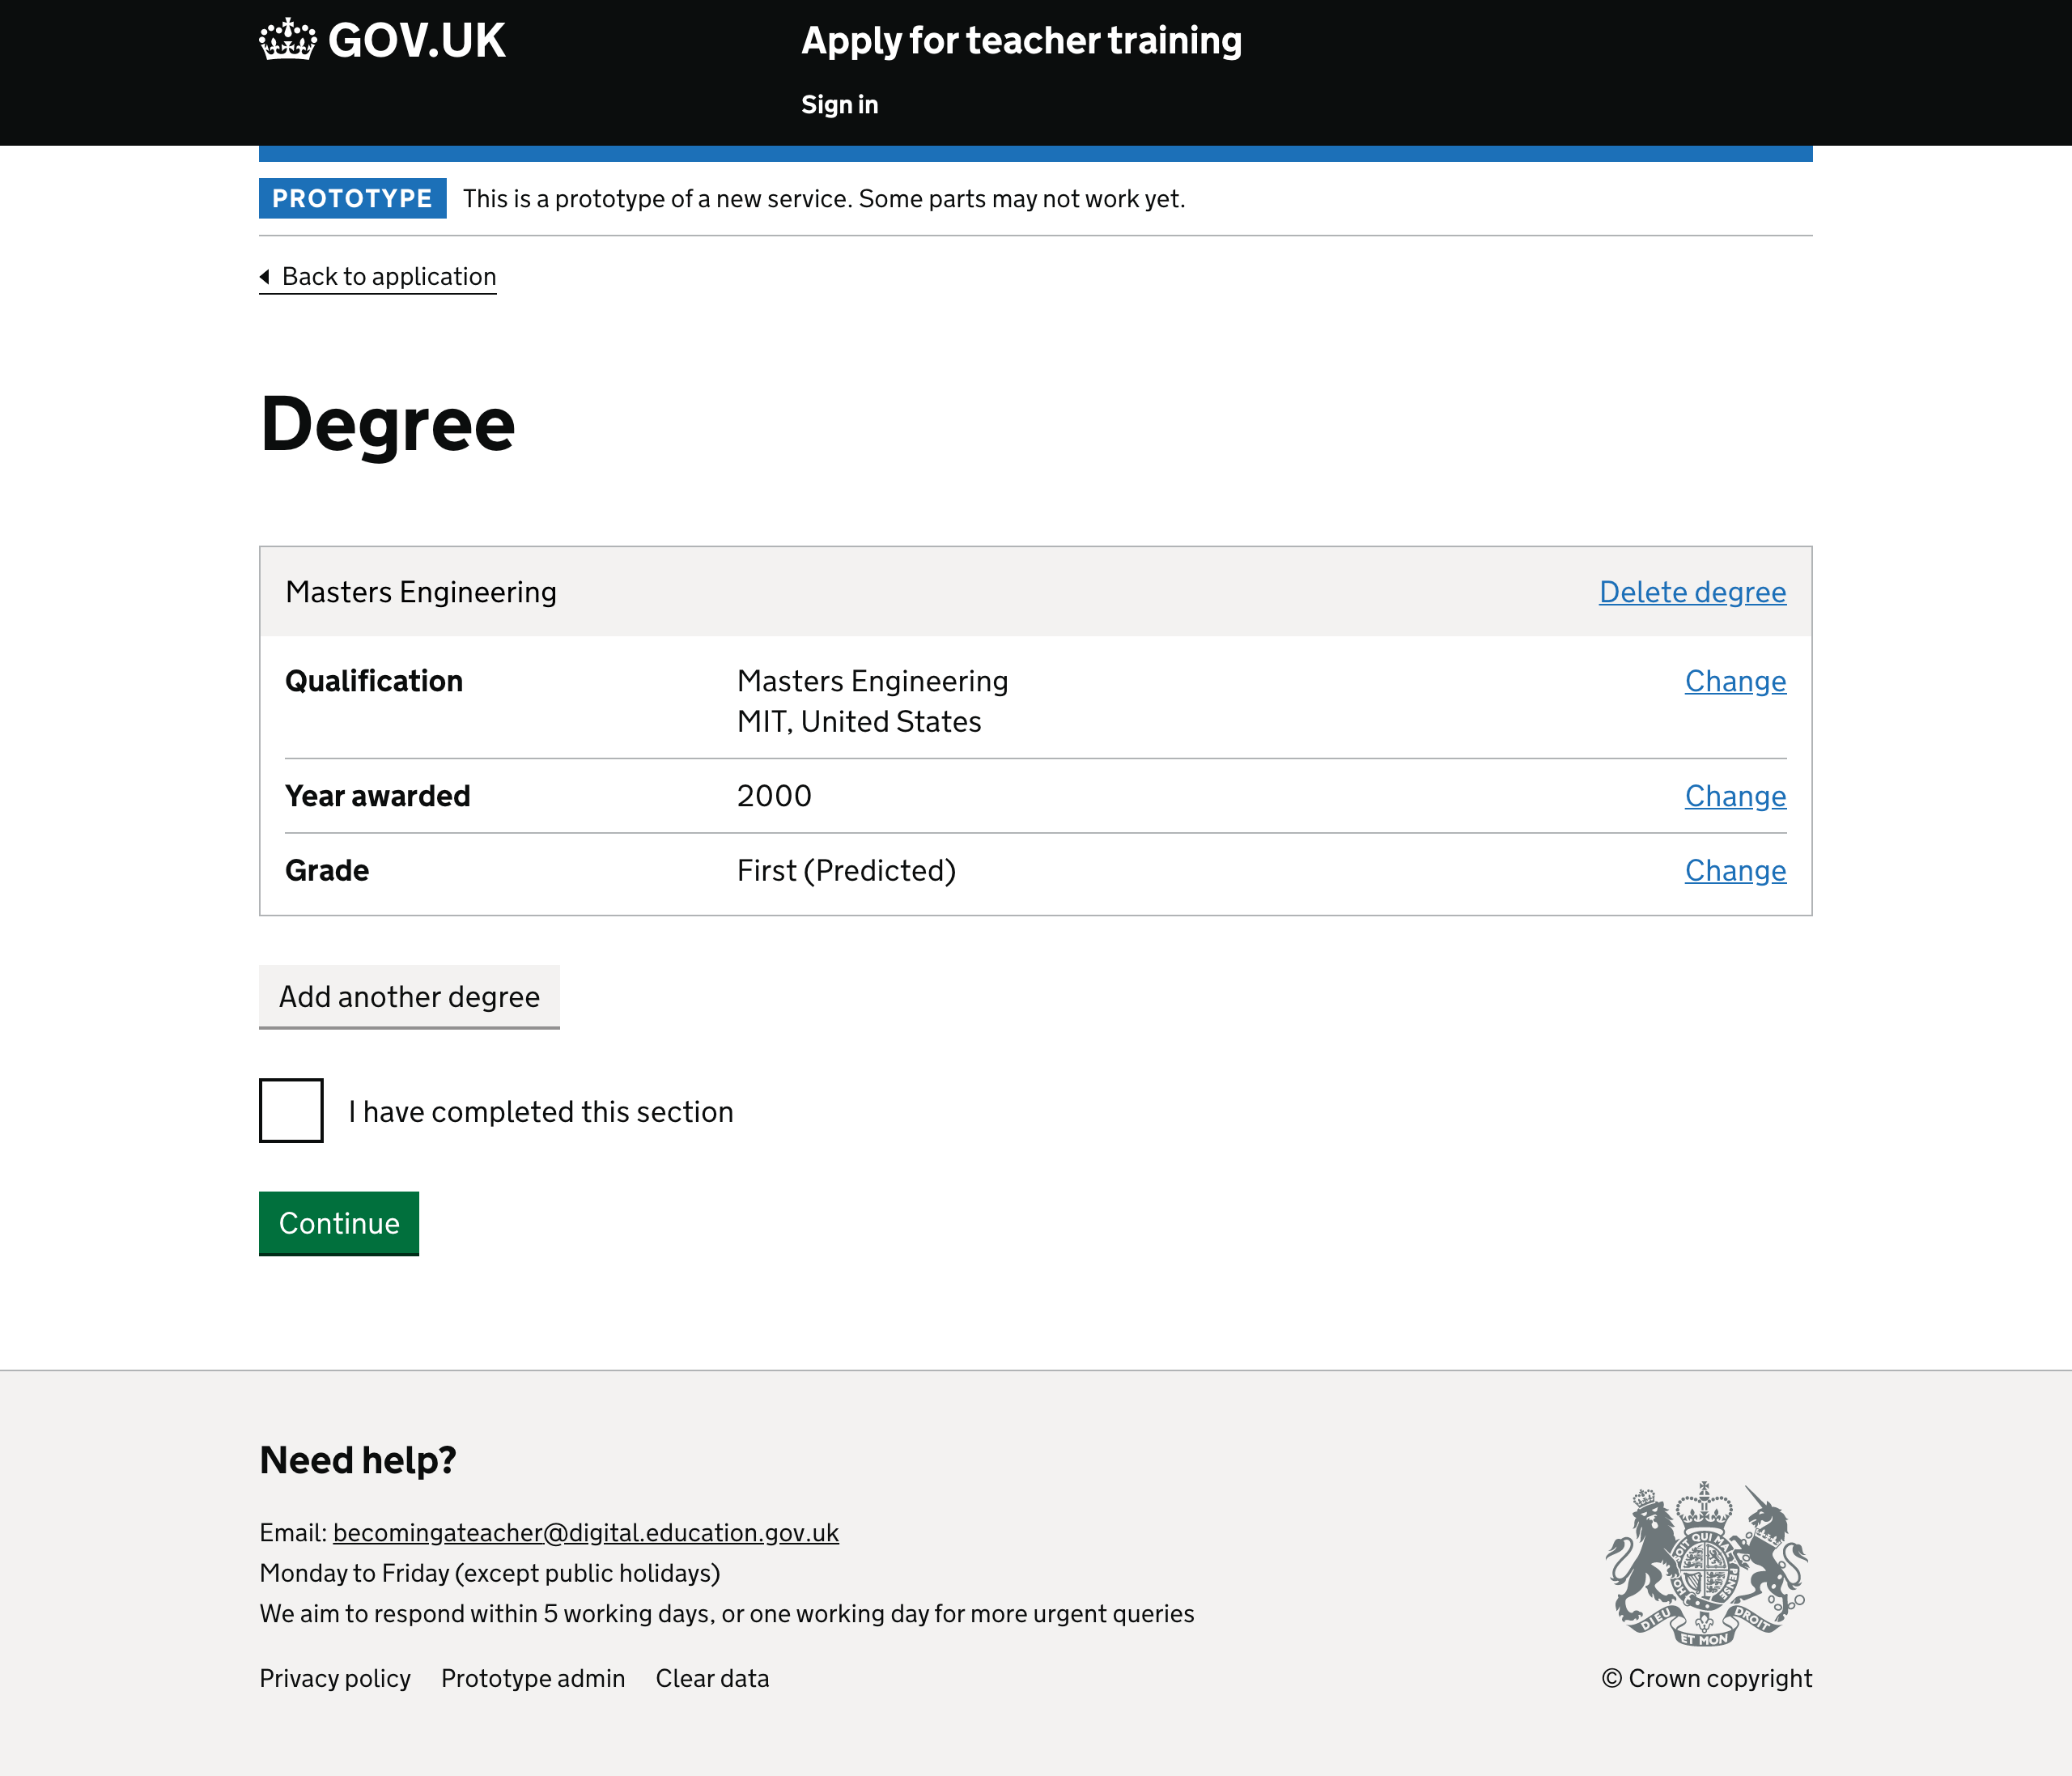 GOV.UK
Apply for teacher training
Sign in
PROTOTYPE This is a prototype of a new service. Some parts may not work yet.
Back to application
Degree
Masters Engineering Delete degree
Qualification Masters Engineering Change
MIT, United States
Year awarded 2000 Change
Grade First (Predicted) Change
Add another degree
I have completed this section
Continue
Need help?
Email: becomingateacher@digital.education.gov.uk
Monday to Friday (except public holidays)
We aim to respond within 5 working days, or one working day for more urgent queries
Privacy policy Prototype admin Clear data
SOIT QUI MAL Y PENSE
DIEU ET MON DROIT
© Crown copyright